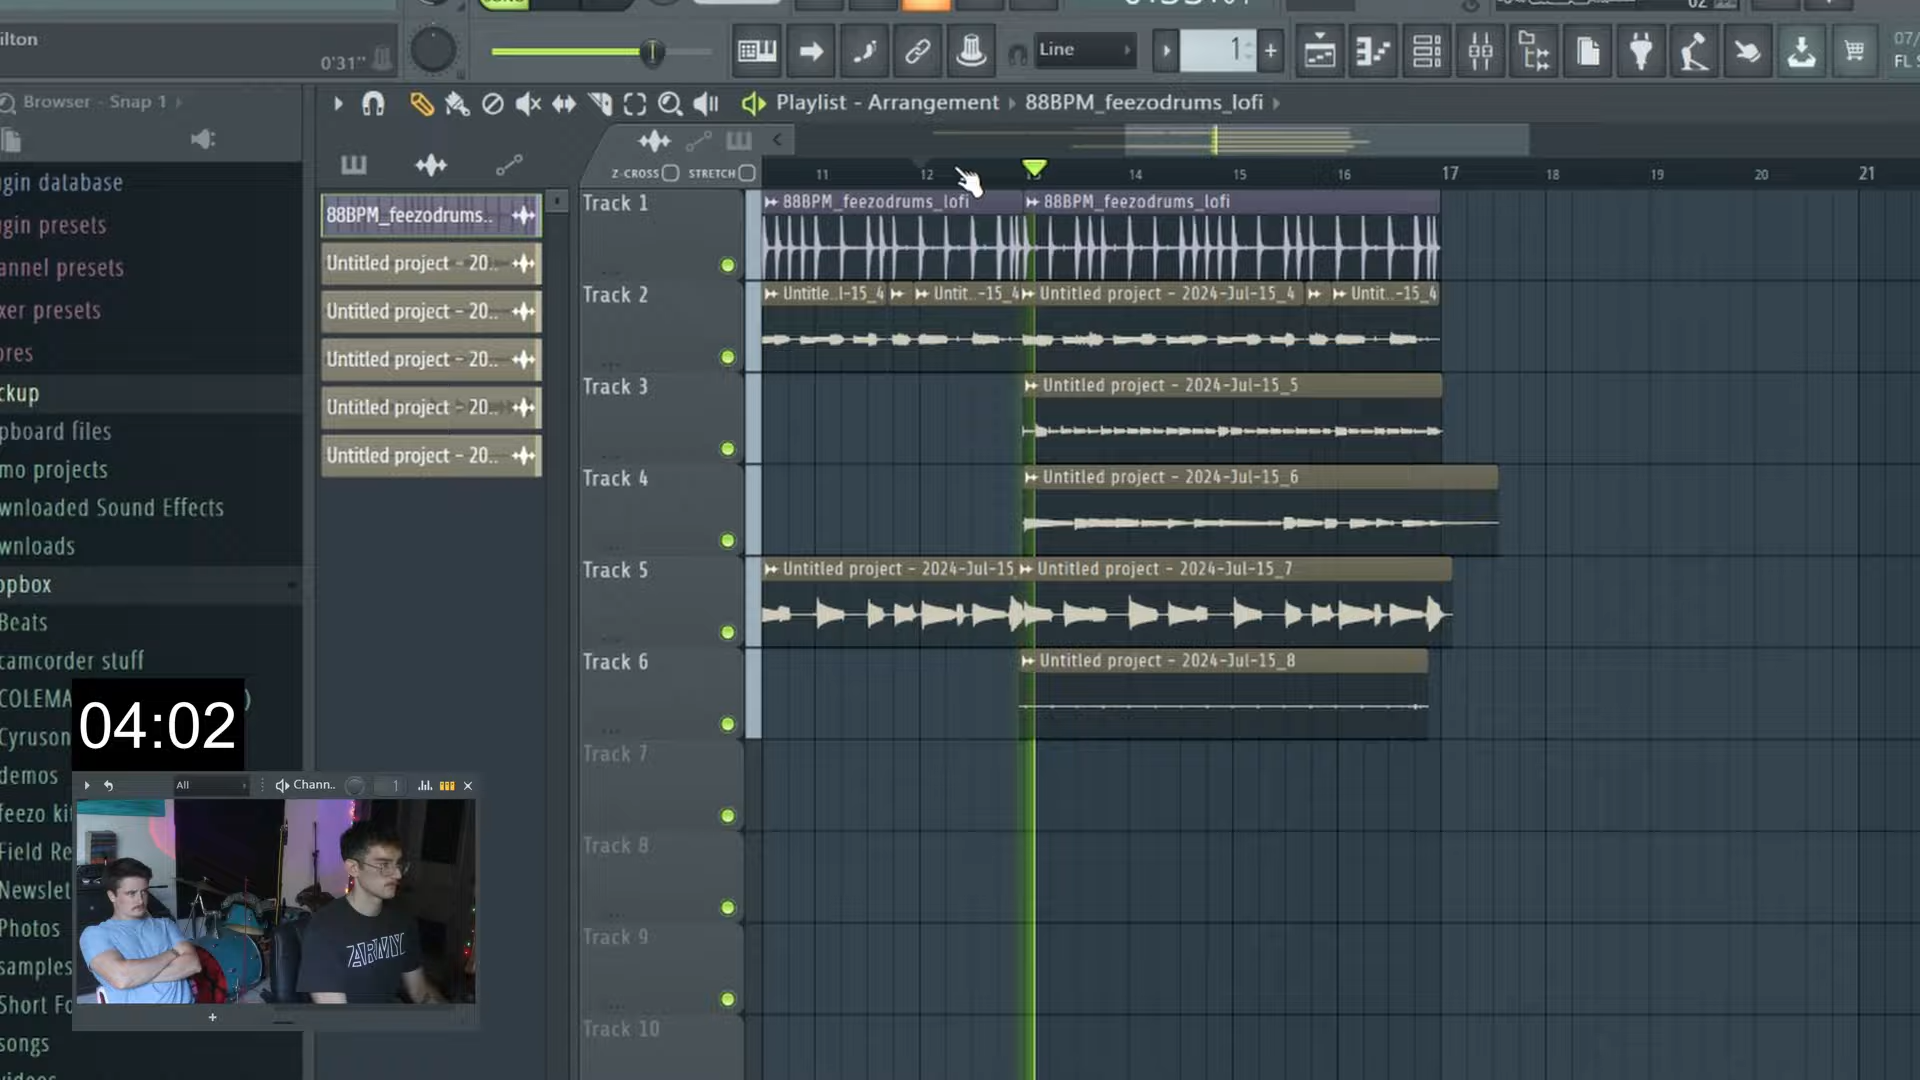 ilton
0'31"
Line
1
07/
FL S
Browser - Snap 1
Playlist - Arrangement › 88BPM_feezodrums_lofi
Z-CROSS
STRETCH
11
12
14
15
16
17
18
19
20
21
gin database
gin presets
annel presets
xer presets
ores
ckup
pboard files
mo projects
wnloaded Sound Effects
wnloads
opbox
Beats
camcorder stuff
COLEMA
)
Cyruson
demos
feezo ki
Field Re
Newslet
Photos
samples
Short Fo
songs
videos
88BPM_feezodrums..
Untitled project - 20..
Untitled project - 20..
Untitled project - 20..
Untitled project - 20..
Untitled project - 20..
Track 1
88BPM_feezodrums_lofi
88BPM_feezodrums_lofi
Track 2
Untitle..l-15_4
Untit..-15_4
Untitled project - 2024-Jul-15_4
Untit..-15_4
Track 3
Untitled project - 2024-Jul-15_5
Track 4
Untitled project - 2024-Jul-15_6
Track 5
Untitled project - 2024-Jul-15
Untitled project - 2024-Jul-15_7
Track 6
Untitled project - 2024-Jul-15_8
Track 7
Track 8
Track 9
Track 10
04:02
All
Chann..
1
ARMY